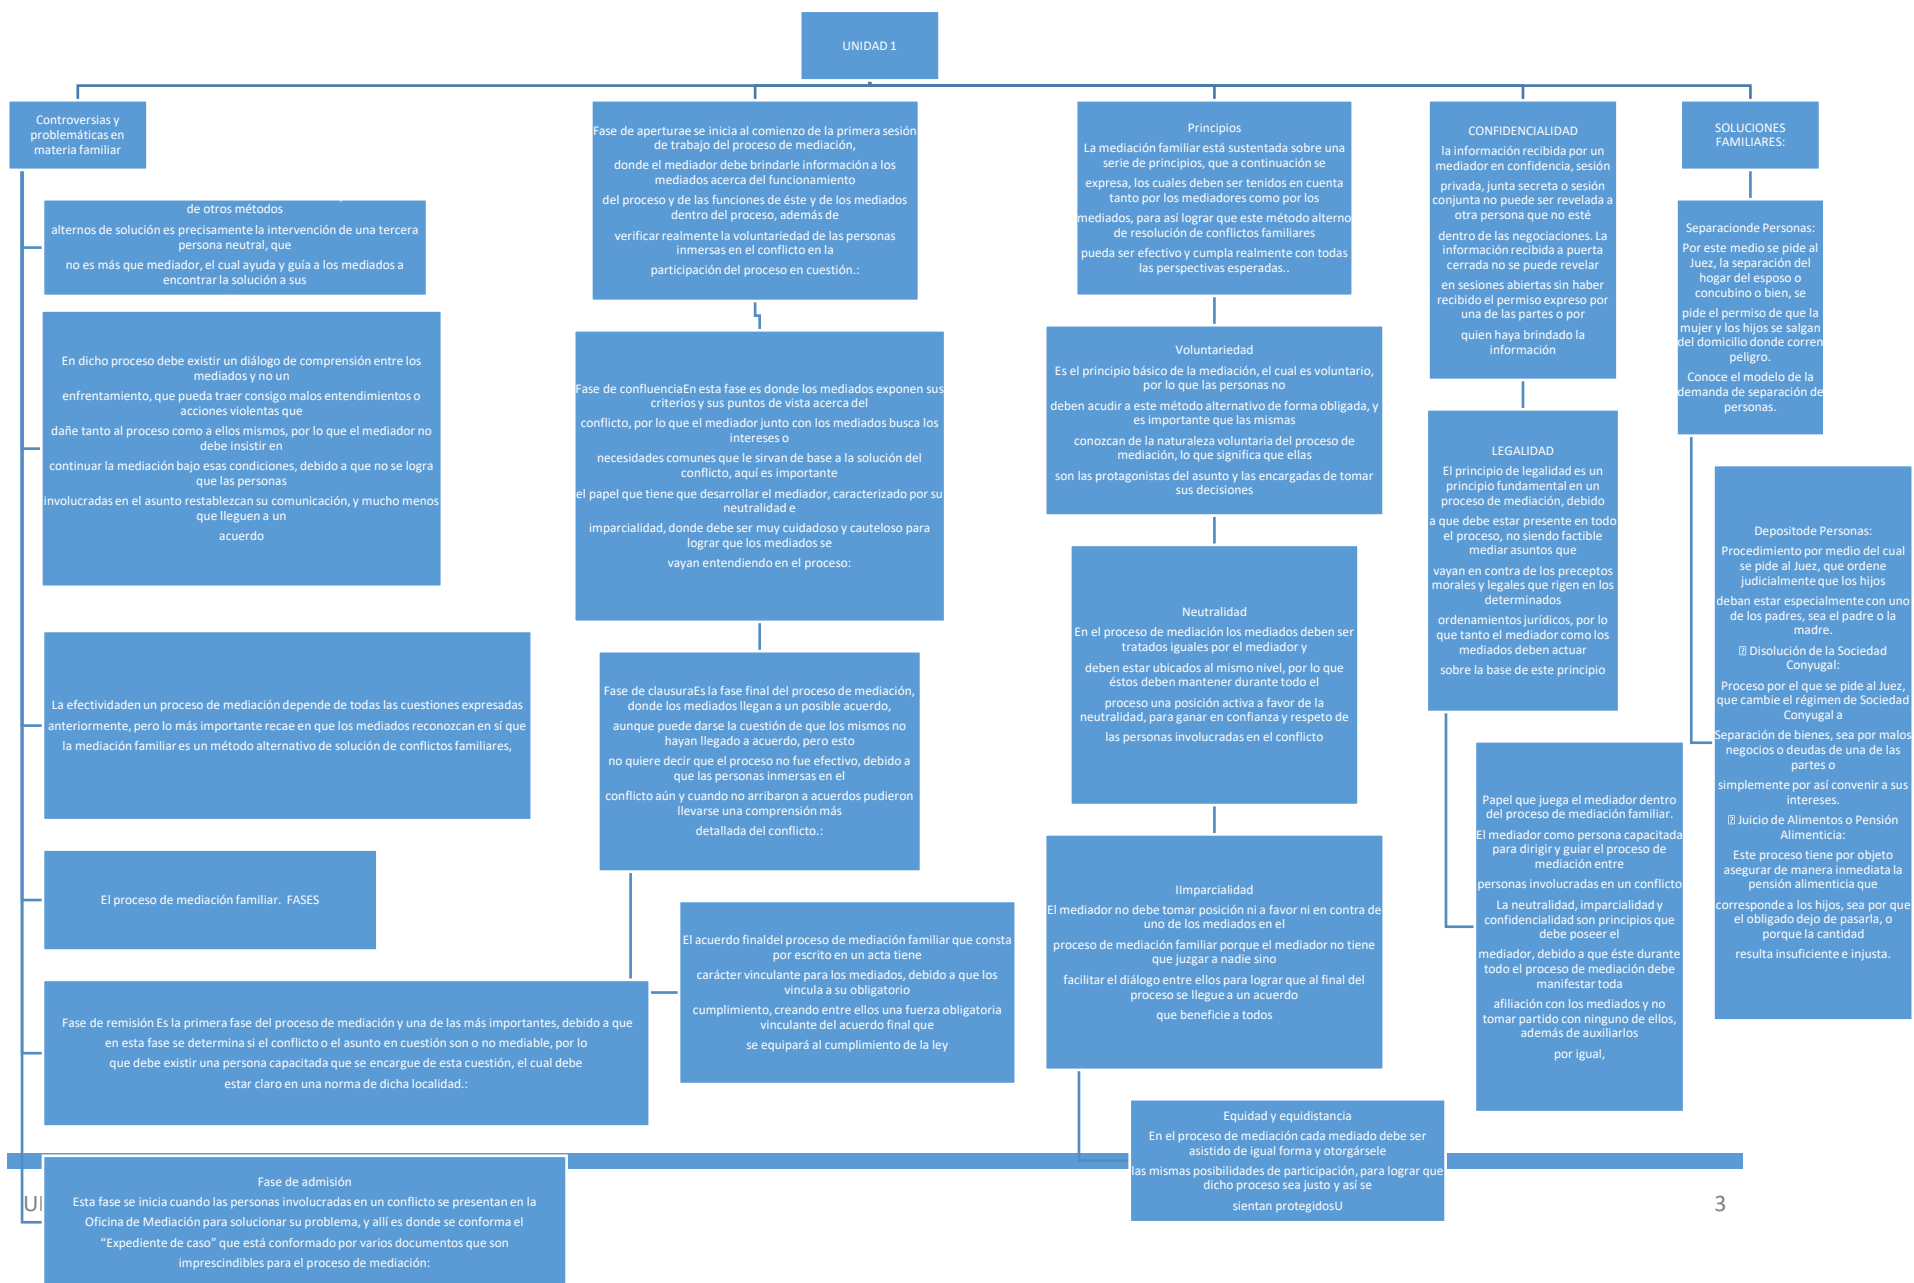 UNIDAD 1
Controversias y
problemáticas en
materia familiar
de otros métodos
alternos de solución es precisamente la intervención de una tercera
persona neutral, que
no es más que mediador, el cual ayuda y guía a los mediados a
encontrar la solución a sus
En dicho proceso debe existir un diálogo de comprensión entre los
mediados y no un
enfrentamiento, que pueda traer consigo malos entendimientos o
acciones violentas que
dañe tanto al proceso como a ellos mismos, por lo que el mediador no
debe insistir en
continuar la mediación bajo esas condiciones, debido a que no se logra
que las personas
involucradas en el asunto restablezcan su comunicación, y mucho menos
que lleguen a un
acuerdo
La efectividaden un proceso de mediación depende de todas las cuestiones expresadas
anteriormente, pero lo más importante recae en que los mediados reconozcan en sí que
la mediación familiar es un método alternativo de solución de conflictos familiares,
El proceso de mediación familiar. FASES
Fase de remisión Es la primera fase del proceso de mediación y una de las más importantes, debido a que
en esta fase se determina si el conflicto o el asunto en cuestión son o no mediable, por lo
que debe existir una persona capacitada que se encargue de esta cuestión, el cual debe
estar claro en una norma de dicha localidad.:
Fase de admisión
Esta fase se inicia cuando las personas involucradas en un conflicto se presentan en la
Oficina de Mediación para solucionar su problema, y allí es donde se conforma el
“Expediente de caso” que está conformado por varios documentos que son
imprescindibles para el proceso de mediación:
Fase de aperturae se inicia al comienzo de la primera sesión
de trabajo del proceso de mediación,
donde el mediador debe brindarle información a los
mediados acerca del funcionamiento
del proceso y de las funciones de éste y de los mediados
dentro del proceso, además de
verificar realmente la voluntariedad de las personas
inmersas en el conflicto en la
participación del proceso en cuestión.:
Fase de confluenciaEn esta fase es donde los mediados exponen sus
criterios y sus puntos de vista acerca del
conflicto, por lo que el mediador junto con los mediados busca los
intereses o
necesidades comunes que le sirvan de base a la solución del
conflicto, aquí es importante
el papel que tiene que desarrollar el mediador, caracterizado por su
neutralidad e
imparcialidad, donde debe ser muy cuidadoso y cauteloso para
lograr que los mediados se
vayan entendiendo en el proceso:
Fase de clausuraEs la fase final del proceso de mediación,
donde los mediados llegan a un posible acuerdo,
aunque puede darse la cuestión de que los mismos no
hayan llegado a acuerdo, pero esto
no quiere decir que el proceso no fue efectivo, debido a
que las personas inmersas en el
conflicto aún y cuando no arribaron a acuerdos pudieron
llevarse una comprensión más
detallada del conflicto.:
El acuerdo finaldel proceso de mediación familiar que consta
por escrito en un acta tiene
carácter vinculante para los mediados, debido a que los
vincula a su obligatorio
cumplimiento, creando entre ellos una fuerza obligatoria
vinculante del acuerdo final que
se equipará al cumplimiento de la ley
Principios
La mediación familiar está sustentada sobre una
serie de principios, que a continuación se
expresa, los cuales deben ser tenidos en cuenta
tanto por los mediadores como por los
mediados, para así lograr que este método alterno
de resolución de conflictos familiares
pueda ser efectivo y cumpla realmente con todas
las perspectivas esperadas..
Voluntariedad
Es el principio básico de la mediación, el cual es voluntario,
por lo que las personas no
deben acudir a este método alternativo de forma obligada, y
es importante que las mismas
conozcan de la naturaleza voluntaria del proceso de
mediación, lo que significa que ellas
son las protagonistas del asunto y las encargadas de tomar
sus decisiones
Neutralidad
En el proceso de mediación los mediados deben ser
tratados iguales por el mediador y
deben estar ubicados al mismo nivel, por lo que
éstos deben mantener durante todo el
proceso una posición activa a favor de la
neutralidad, para ganar en confianza y respeto de
las personas involucradas en el conflicto
IImparcialidad
El mediador no debe tomar posición ni a favor ni en contra de
uno de los mediados en el
proceso de mediación familiar porque el mediador no tiene
que juzgar a nadie sino
facilitar el diálogo entre ellos para lograr que al final del
proceso se llegue a un acuerdo
que beneficie a todos
Equidad y equidistancia
En el proceso de mediación cada mediado debe ser
asistido de igual forma y otorgársele
las mismas posibilidades de participación, para lograr que
dicho proceso sea justo y así se
sientan protegidosU
CONFIDENCIALIDAD
la información recibida por un
mediador en confidencia, sesión
privada, junta secreta o sesión
conjunta no puede ser revelada a
otra persona que no esté
dentro de las negociaciones. La
información recibida a puerta
cerrada no se puede revelar
en sesiones abiertas sin haber
recibido el permiso expreso por
una de las partes o por
quien haya brindado la
información
LEGALIDAD
El principio de legalidad es un
principio fundamental en un
proceso de mediación, debido
a que debe estar presente en todo
el proceso, no siendo factible
mediar asuntos que
vayan en contra de los preceptos
morales y legales que rigen en los
determinados
ordenamientos jurídicos, por lo
que tanto el mediador como los
mediados deben actuar
sobre la base de este principio
Papel que juega el mediador dentro
del proceso de mediación familiar.
El mediador como persona capacitada
para dirigir y guiar el proceso de
mediación entre
personas involucradas en un conflicto
La neutralidad, imparcialidad y
confidencialidad son principios que
debe poseer el
mediador, debido a que éste durante
todo el proceso de mediación debe
manifestar toda
afiliación con los mediados y no
tomar partido con ninguno de ellos,
además de auxiliarlos
por igual,
SOLUCIONES
FAMILIARES:
Separacionde Personas:
Por este medio se pide al
Juez, la separación del
hogar del esposo o
concubino o bien, se
pide el permiso de que la
mujer y los hijos se salgan
del domicilio donde corren
peligro.
Conoce el modelo de la
demanda de separación de
personas.
Depositode Personas:
Procedimiento por medio del cual
se pide al Juez, que ordene
judicialmente que los hijos
deban estar especialmente con uno
de los padres, sea el padre o la
madre.
Disolución de la Sociedad
Conyugal:
Proceso por el que se pide al Juez,
que cambie el régimen de Sociedad
Conyugal a
Separación de bienes, sea por malos
negocios o deudas de una de las
partes o
simplemente por así convenir a sus
intereses.
Juicio de Alimentos o Pensión
Alimenticia:
Este proceso tiene por objeto
asegurar de manera inmediata la
pensión alimenticia que
corresponde a los hijos, sea por que
el obligado dejo de pasarla, o
porque la cantidad
resulta insuficiente e injusta.
3